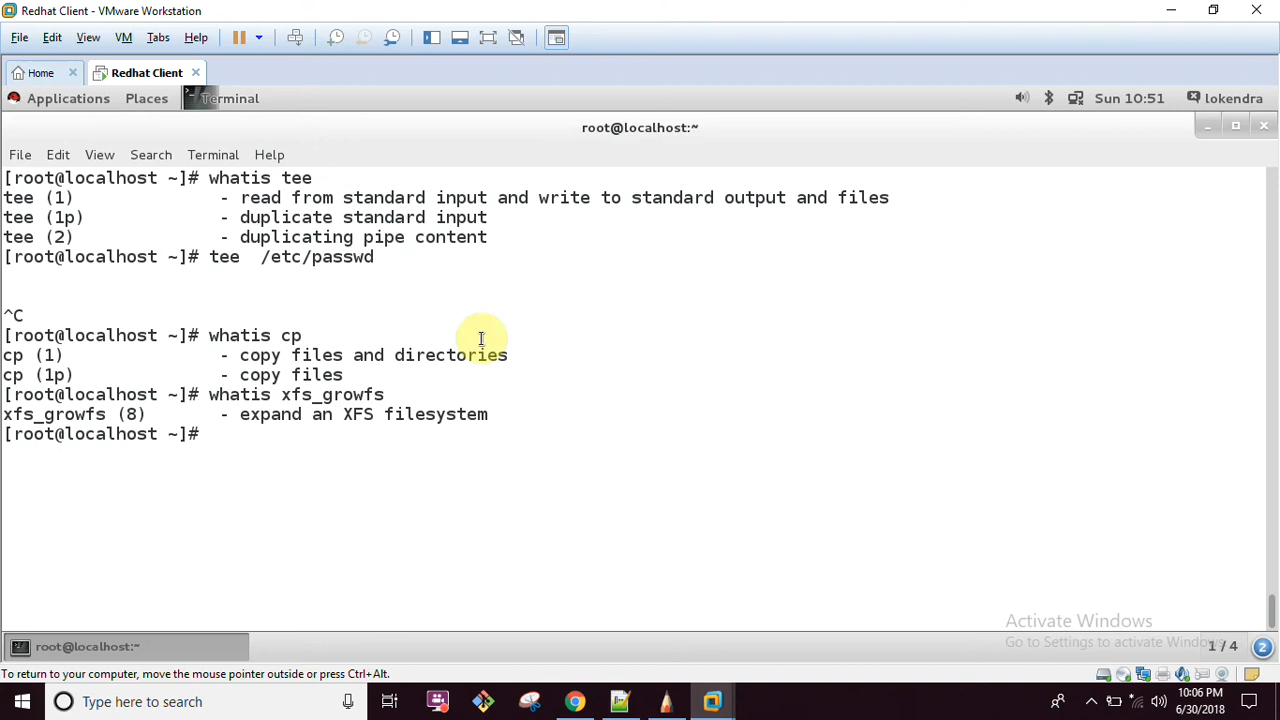 Redhat Client - VMware Workstation
File Edit View VM Tabs Help
Home Redhat Client
Applications Places Terminal Sun 10:51 lokendra
root@localhost:~
File Edit View Search Terminal Help
[root@localhost ~]# whatis tee
tee (1) - read from standard input and write to standard output and files
tee (1p) - duplicate standard input
tee (2) - duplicating pipe content
[root@localhost ~]# tee  /etc/passwd
^C
[root@localhost ~]# whatis cp
cp (1) - copy files and directories
cp (1p) - copy files
[root@localhost ~]# whatis xfs_growfs
xfs_growfs (8) - expand an XFS filesystem
[root@localhost ~]#
Activate Windows
Go to Settings to activate Windows.
root@localhost:~ 1 / 4 2
To return to your computer, move the mouse pointer outside or press Ctrl+Alt.
Type here to search 10:06 PM
6/30/2018